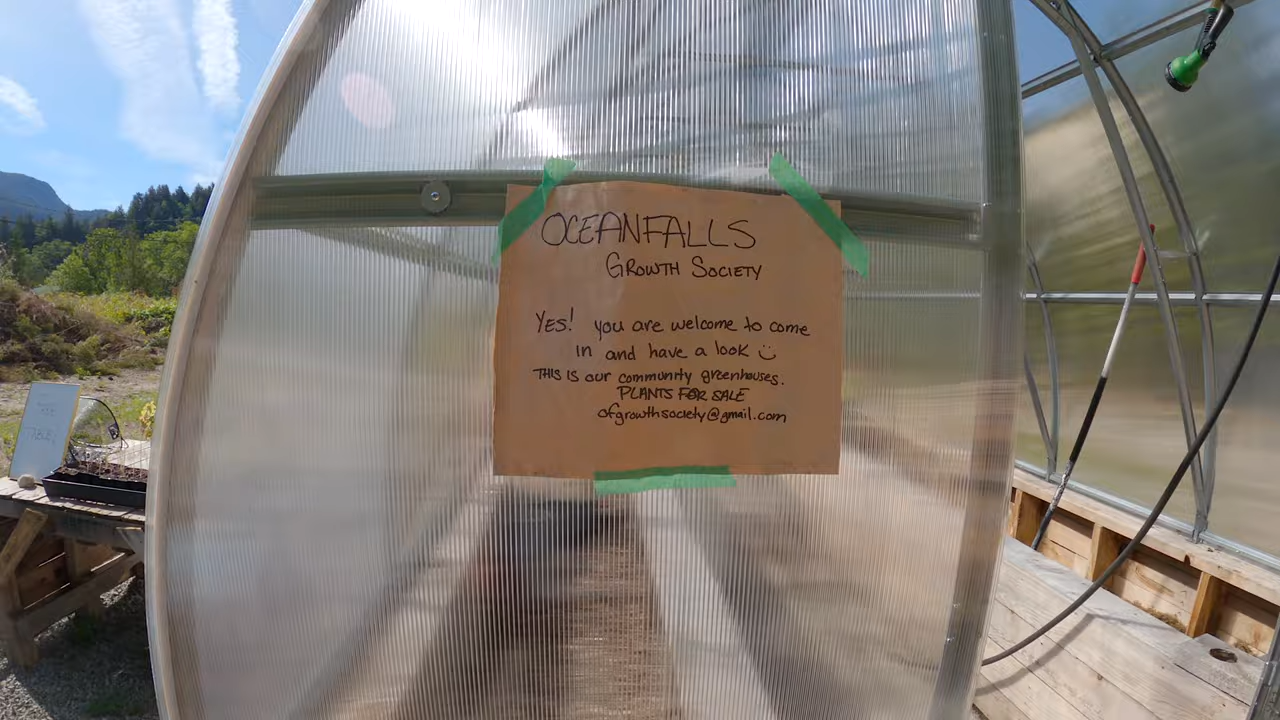 OCEANFALLS
GROWTH SOCIETY
YES! you are welcome to come
in and have a look
THIS IS our community greenhouses.
PLANTS FOR SALE
ofgrowthsociety@gmail.com
TABLE